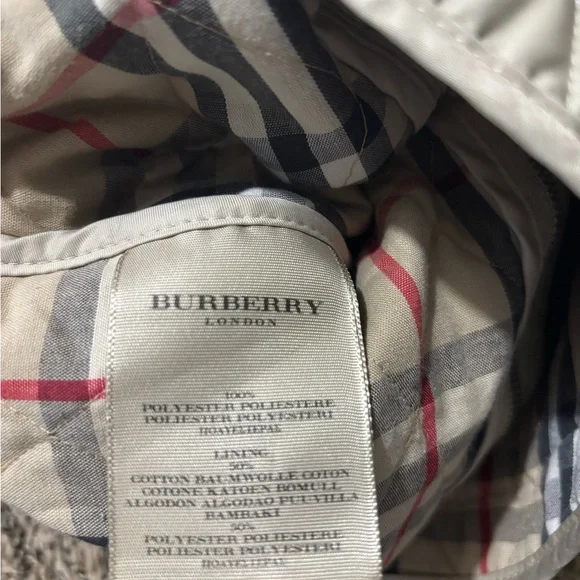 BURBERRY
LONDON
100%
POLYESTER POLIESTERE
POLIESTER POLYESTERI
ΠΟΛΥΕΣΤΕΡΑΣ
LINING
50%
COTTON BAUMWOLLE COTON
COTONE KATOEN BOMULL
ALGODON ALGODAO PUUVILLA
BAMBAKI
50%
POLYESTER POLIESTERE
POLIESTER POLYESTERI